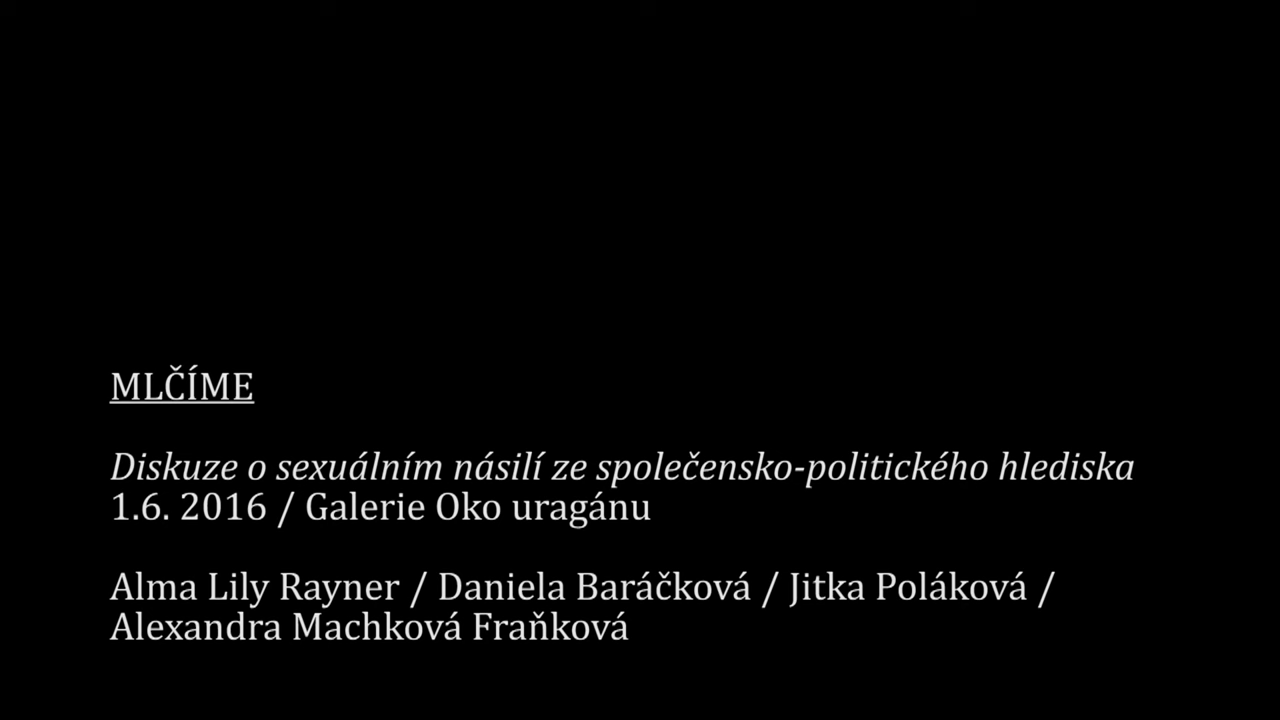 MLČÍME
Diskuze o sexuálním násilí ze společensko-politického hlediska
1.6. 2016 / Galerie Oko uragánu
Alma Lily Rayner / Daniela Baráčková / Jitka Poláková /
Alexandra Machková Fraňková